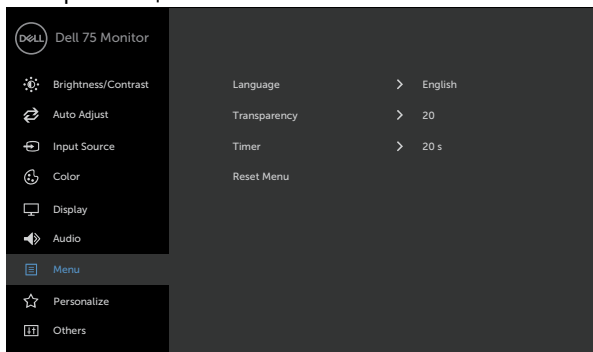 DELL Dell 75 Monitor
Brightness/Contrast
Auto Adjust
Input Source
Color
Display
Audio
Menu
Personalize
Others
Language > English
Transparency > 20
Timer > 20 s
Reset Menu